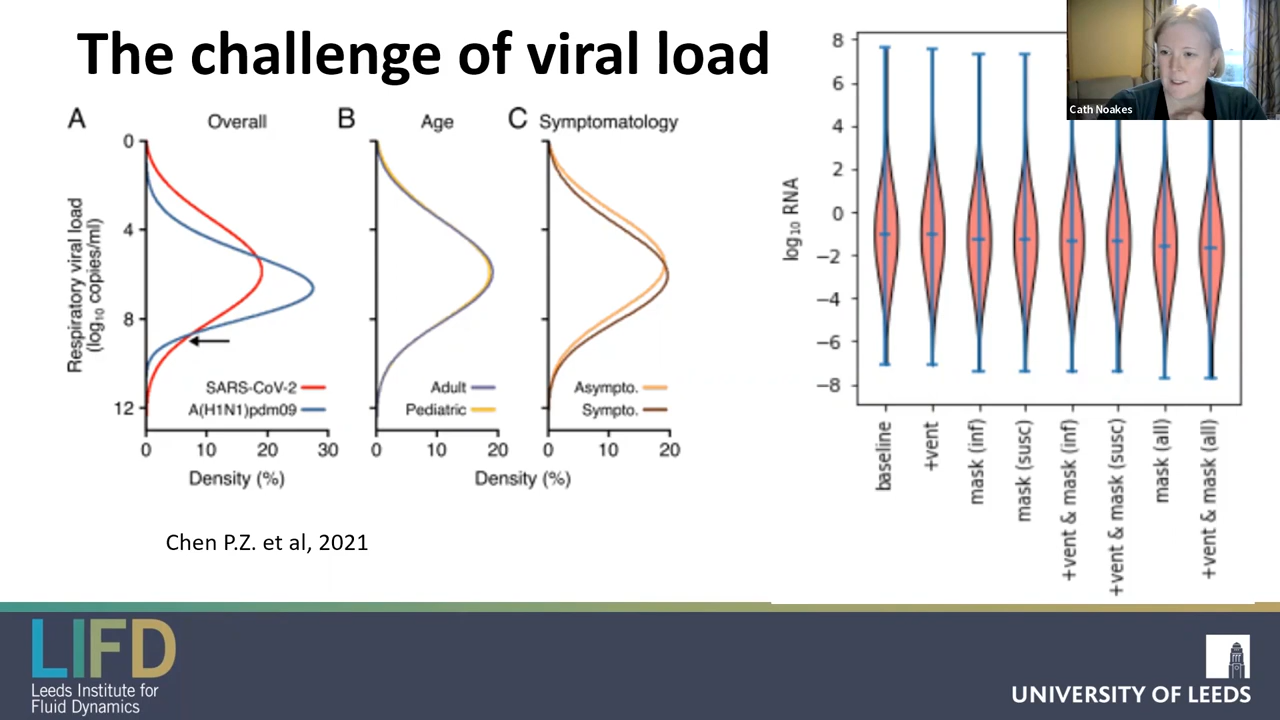 The challenge of viral load
A
Overall
B
Age
C
Symptomatology
Respiratory viral load
(log10 copies/ml)
0
4
8
12
SARS-CoV-2
A(H1N1)pdm09
Adult
Pediatric
Asympto.
Sympto.
0 10 20 30
0 10 20
0 10 20
Density (%)
Density (%)
Chen P.Z. et al, 2021
log10 RNA
8
6
4
2
0
−2
−4
−6
−8
baseline
+vent
mask (inf)
mask (susc)
+vent & mask (inf)
+vent & mask (susc)
mask (all)
+vent & mask (all)
Cath Noakes
LIFD
Leeds Institute for
Fluid Dynamics
UNIVERSITY OF LEEDS